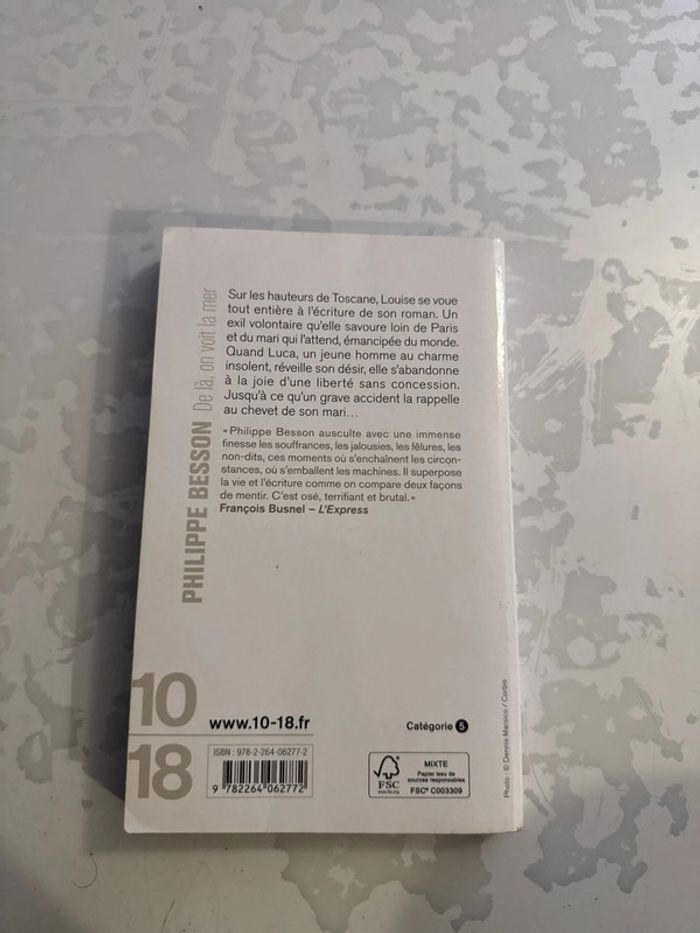 PHILIPPE BESSON De là, on voit la mer
Sur les hauteurs de Toscane, Louise se voue
tout entière à l'écriture de son roman. Un
exil volontaire qu'elle savoure loin de Paris
et du mari qui l'attend, émancipée du monde.
Quand Luca, un jeune homme au charme
insolent, réveille son désir, elle s'abandonne
à la joie d'une liberté sans concession.
Jusqu'à ce qu'un grave accident la rappelle
au chevet de son mari…
« Philippe Besson ausculte avec une immense
finesse les souffrances, les jalousies, les fêlures, les
non-dits, ces moments où s'enchaînent les circon-
stances, où s'emballent les machines. Il superpose
la vie et l'écriture comme on compare deux façons
de mentir. C'est osé, terrifiant et brutal. »
François Busnel – L'Express
10
18
www.10-18.fr
Catégorie 5
ISBN : 978-2-264-06277-2
9 782264 062772
FSC
www.fsc.org
MIXTE
Papier issu de
sources responsables
FSC® C003309
Photo : © Dennis Marsico / Corbis